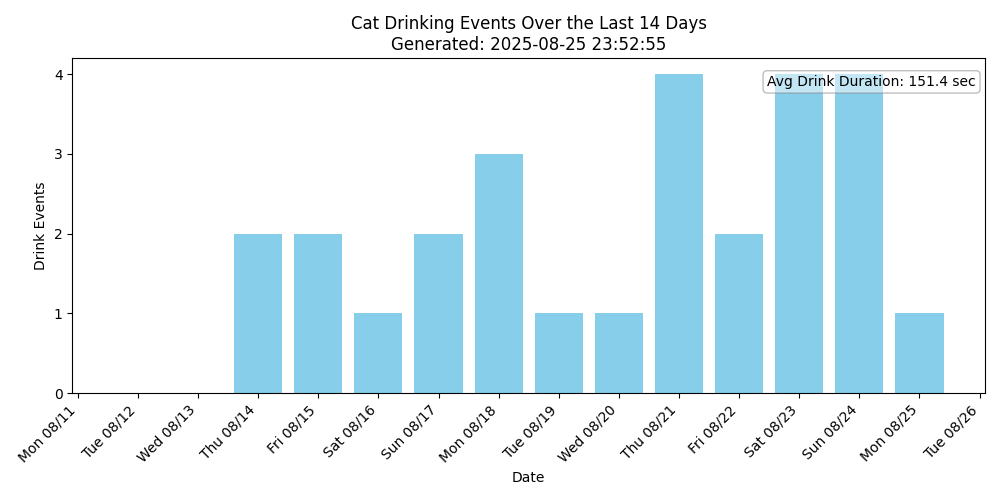 Cat Drinking Events Over the Last 14 Days
Generated: 2025-08-25 23:52:55
Avg Drink Duration: 151.4 sec
Drink Events
4
3
2
1
0
Mon 08/11
Tue 08/12
Wed 08/13
Thu 08/14
Fri 08/15
Sat 08/16
Sun 08/17
Mon 08/18
Tue 08/19
Wed 08/20
Thu 08/21
Fri 08/22
Sat 08/23
Sun 08/24
Mon 08/25
Tue 08/26
Date